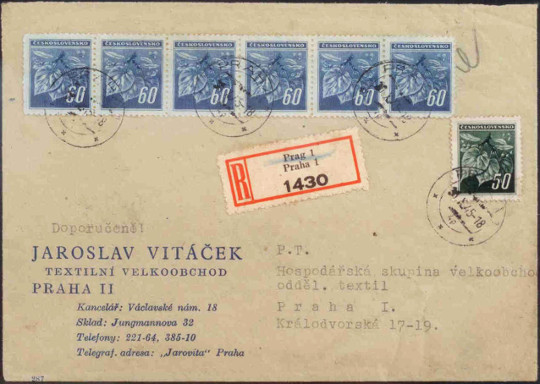 ČESKOSLOVENSKO ČESKOSLOVENSKO ČESKOSLOVENSKO ČESKOSLOVENSKO ČESKOSLOVENSKO ČESKOSLOVENSKO
60 60 60 60 60 60
ČESKOSLOVENSKO
50
R
Prag 1
Praha 1
1430
Doporučeně!
JAROSLAV VITÁČEK
TEXTILNÍ VELKOOBCHOD
PRAHA II
Kancelář: Václavské nám. 18
Sklad: Jungmannova 32
Telefony: 221-64, 385-10
Telegraf. adresa: „Jarovita" Praha
P.T.
Hospodářská skupina velkoobcho
odděl. textil
Praha I.
Králodvorská 17-19.
287